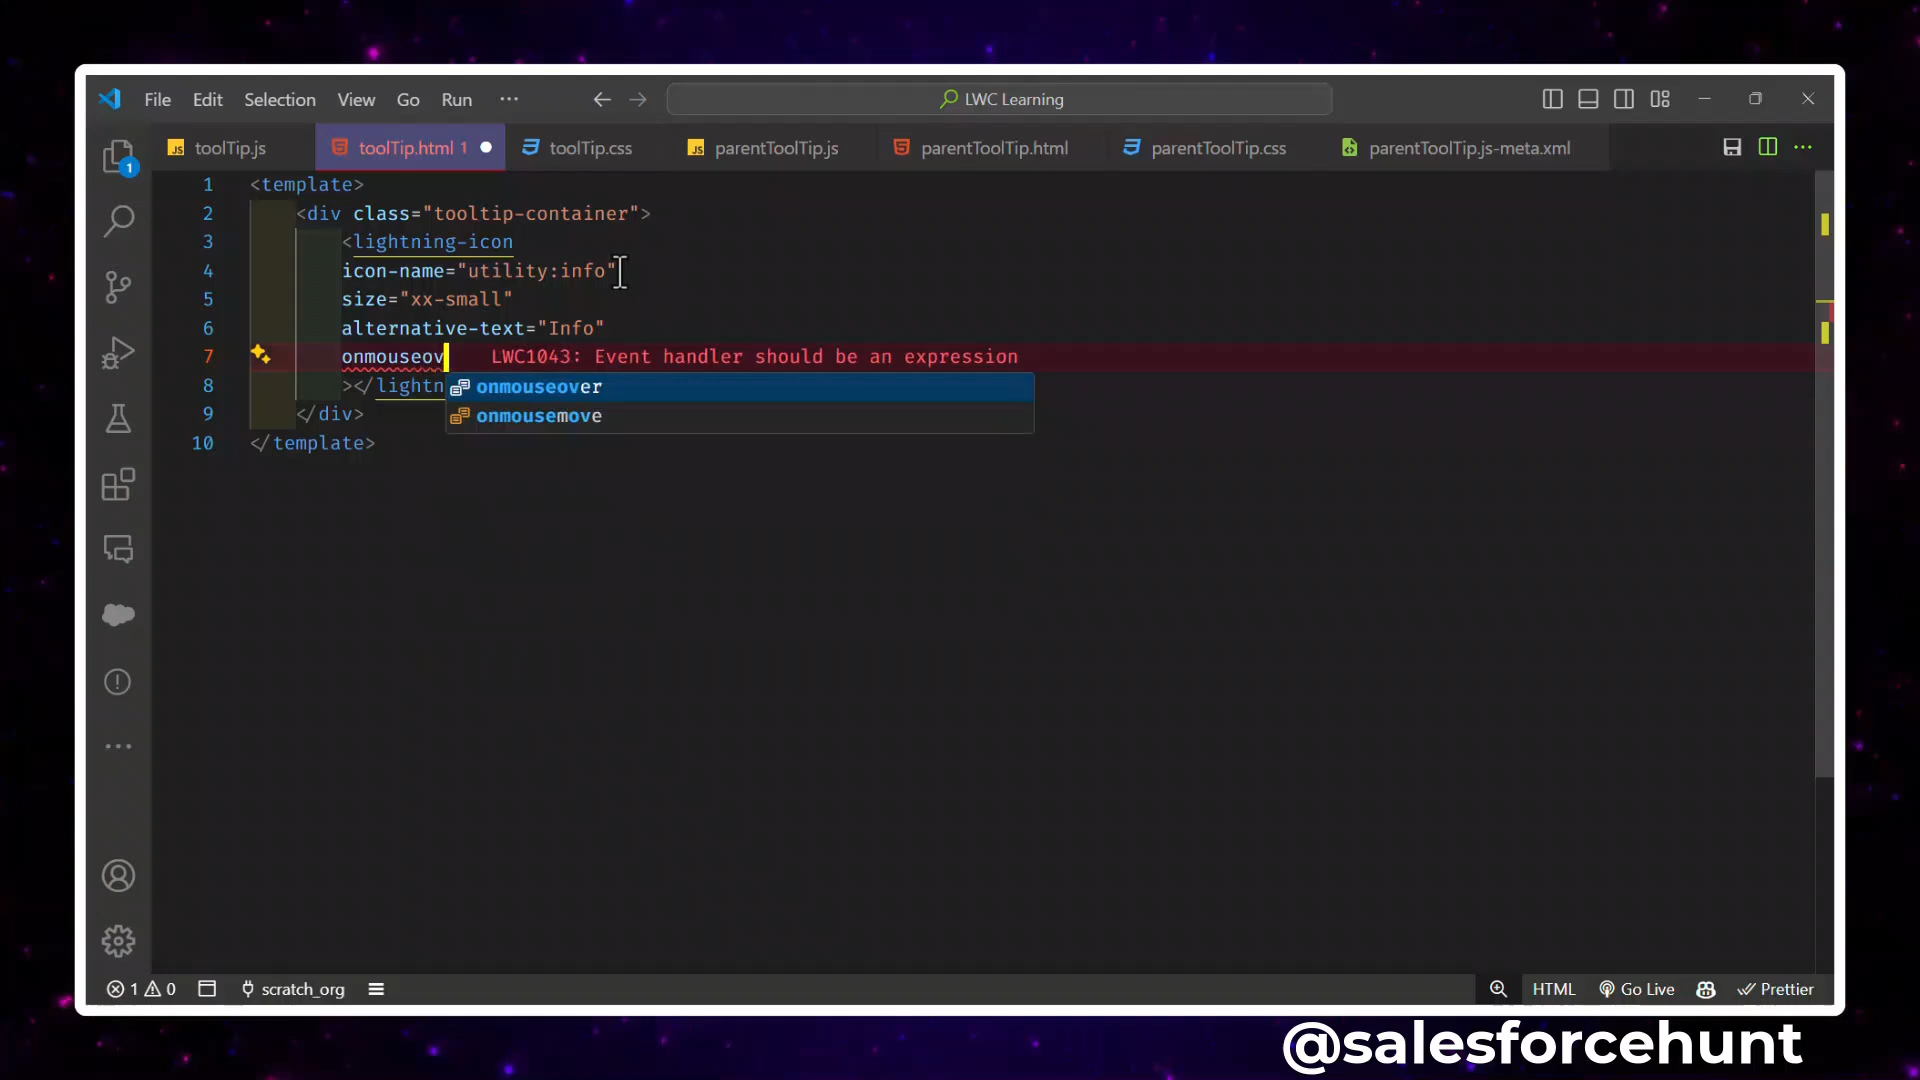 File Edit Selection View Go Run ··· LWC Learning
toolTip.js toolTip.html 1 toolTip.css parentToolTip.js parentToolTip.html parentToolTip.css parentToolTip.js-meta.xml
1 <template>
2 <div class="tooltip-container">
3 <lightning-icon
4 icon-name="utility:info"
5 size="xx-small"
6 alternative-text="Info"
7 onmouseov LWC1043: Event handler should be an expression
8 ></lightn
onmouseover
onmousemove
9 </div>
10 </template>
1
1 0 scratch_org HTML Go Live Prettier
@salesforcehunt